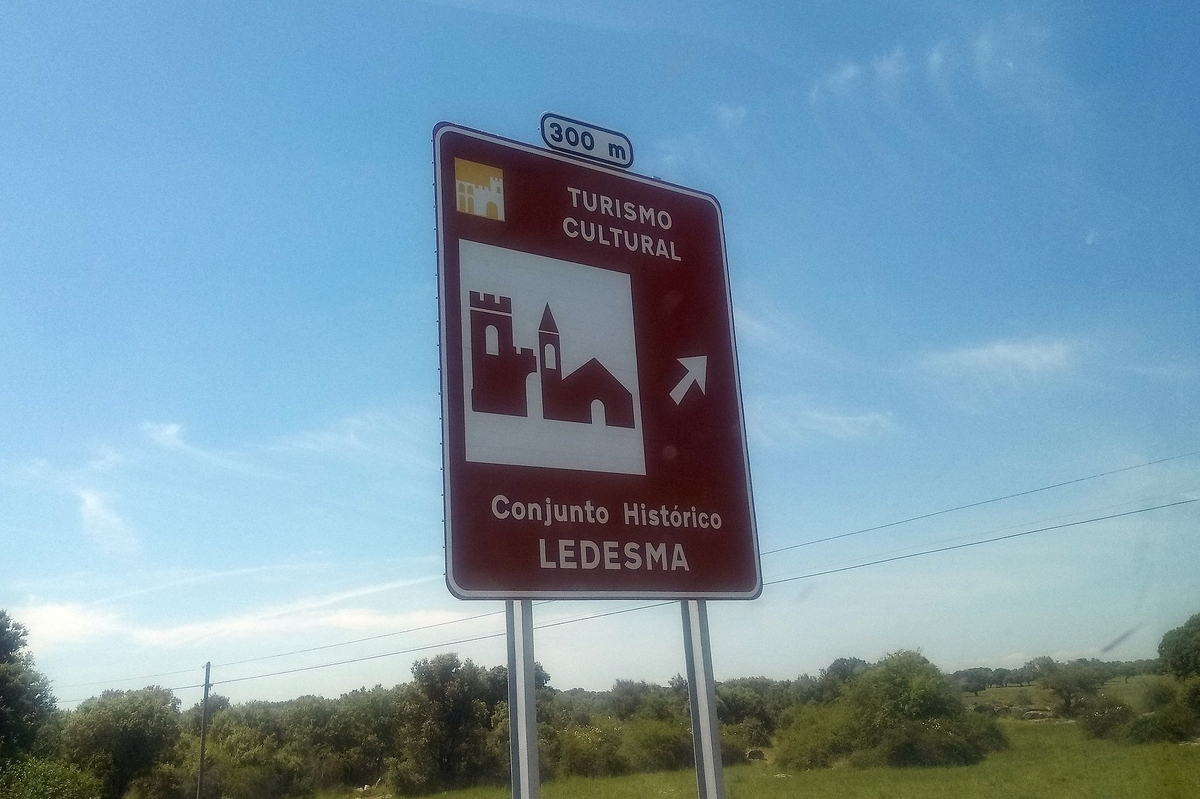 300 m
TURISMO
CULTURAL
Conjunto Histórico
LEDESMA